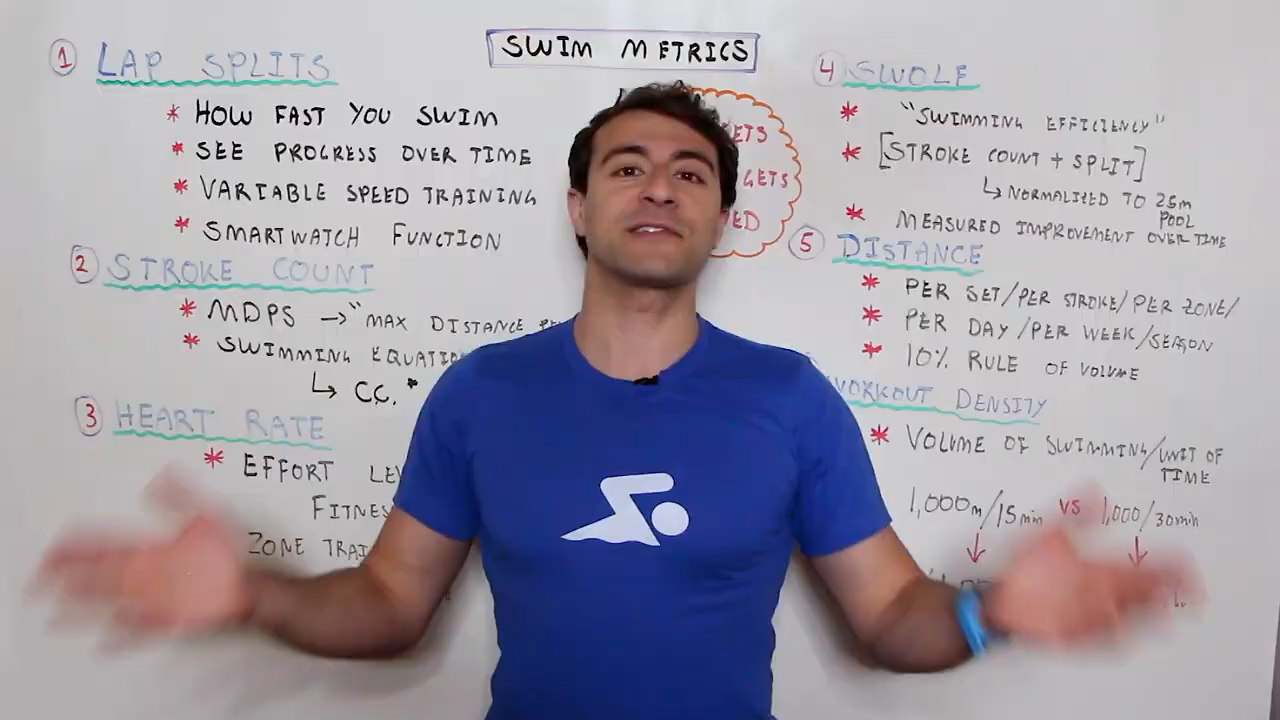 SWIM METRICS
1 LAP SPLITS
* HOW FAST YOU SWIM
* SEE PROGRESS OVER TIME
* VARIABLE SPEED TRAINING
* SMARTWATCH FUNCTION
2 STROKE COUNT
* MDPS → "MAX DISTANCE
* SWIMMING
↳ C.C.
3 HEART RATE
* EFFORT
ZONE
4 SWOLF
* "SWIMMING EFFICIENCY"
* [STROKE COUNT + SPLIT]
↳ NORMALIZED TO 25m
POOL
* MEASURED IMPROVEMENT OVER TIME
5 DISTANCE
* PER SET/PER STROKE/PER ZONE/
* PER DAY/PER WEEK/SEASON
* 10% RULE OF VOLUME
WORKOUT DENSITY
* VOLUME OF SWIMMING/UNIT OF
TIME
1,000m/15min VS 1,000/30min